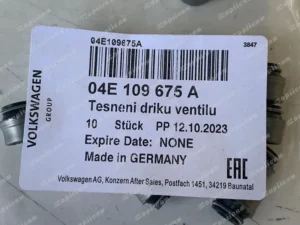 04E109675A
3847
VOLKSWAGEN
GROUP
04E 109 675 A
Tesneni driku ventilu
10 Stück PP 12.10.2023
Expire Date: NONE
Made in GERMANY
EAC
Volkswagen AG, Konzern After Sales, Postfach 1451, 34219 Baunatal